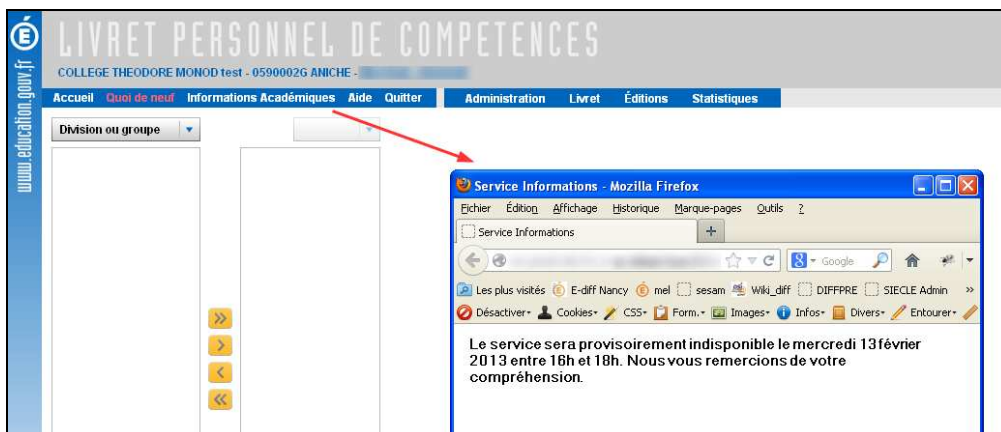 LIVRET PERSONNEL DE COMPETENCES
COLLEGE THEODORE MONOD test - 0590002G ANICHE -
www.education.gouv.fr
Accueil Quoi de neuf Informations Académiques Aide Quitter Administration Livret Éditions Statistiques
Division ou groupe
Service Informations - Mozilla Firefox
Fichier Édition Affichage Historique Marque-pages Outils ?
Service Informations +
Google
Les plus visités E-diff Nancy mel sesam Wiki_diff DIFFPRE SIECLE Admin »
Désactiver Cookies CSS Form. Images Infos Divers Entourer
Le service sera provisoirement indisponible le mercredi 13 février
2013 entre 16h et 18h. Nous vous remercions de votre
compréhension.